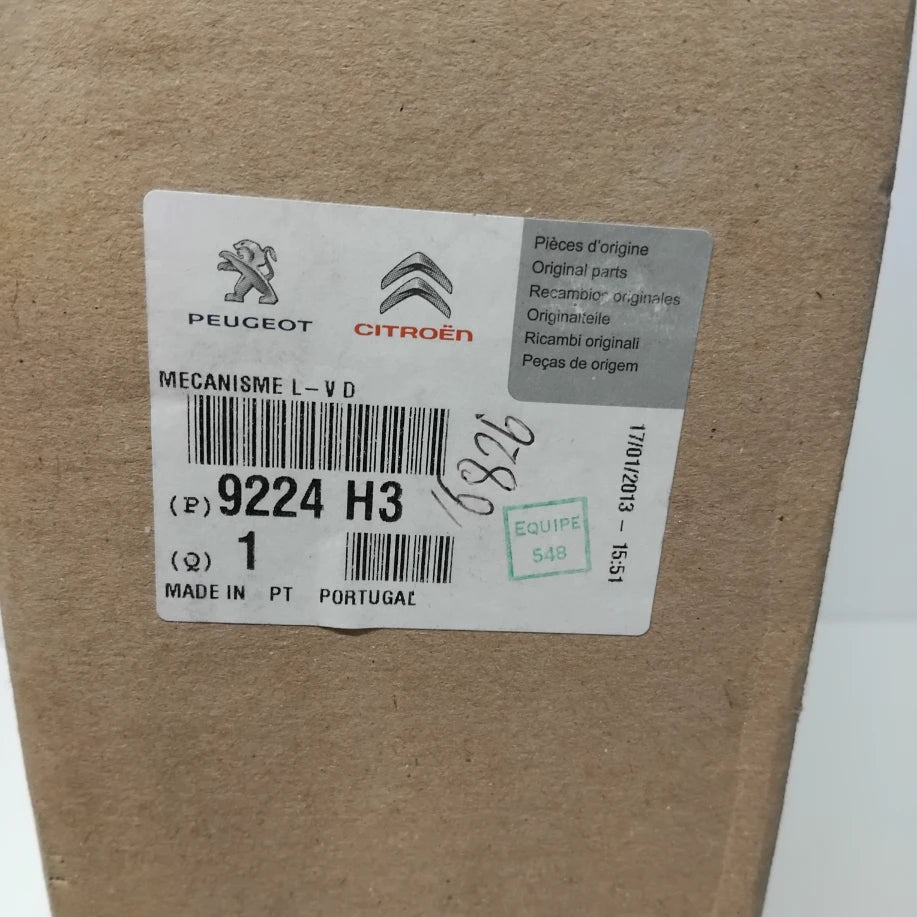 PEUGEOT
CITROËN
Pièces d'origine
Original parts
Recambios originales
Originalteile
Ricambi originali
Peças de origem
MECANISME L-V D
(P) 9224 H3
(Q) 1
MADE IN PT PORTUGAL
EQUIPE
548
17/01/2013 - 15:51